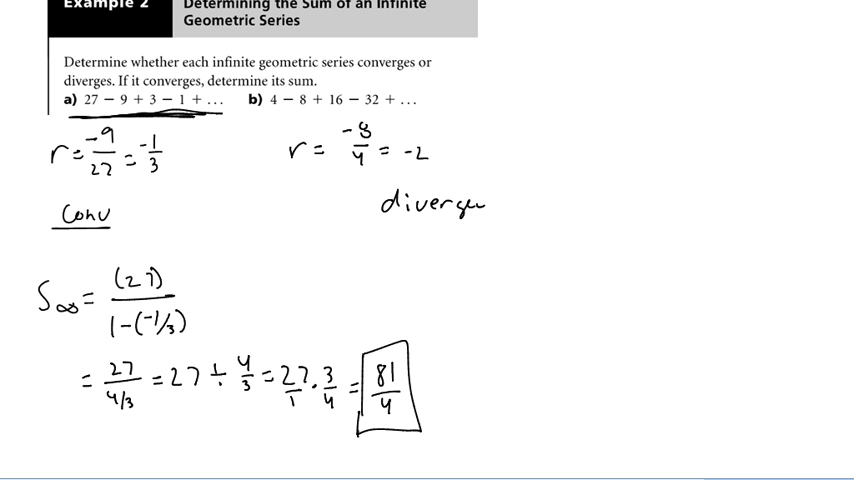 Example 2 Determining the Sum of an Infinite
Geometric Series
Determine whether each infinite geometric series converges or
diverges. If it converges, determine its sum.
a) 27 − 9 + 3 − 1 + … b) 4 − 8 + 16 − 32 + …
r = -9/27 = -1/3
r = -8/4 = -2
Conv
diverges
S∞ = (27)/(1-(-1/3))
= 27/(4/3) = 27 ÷ 4/3 = 27/1 · 3/4 = 81/4